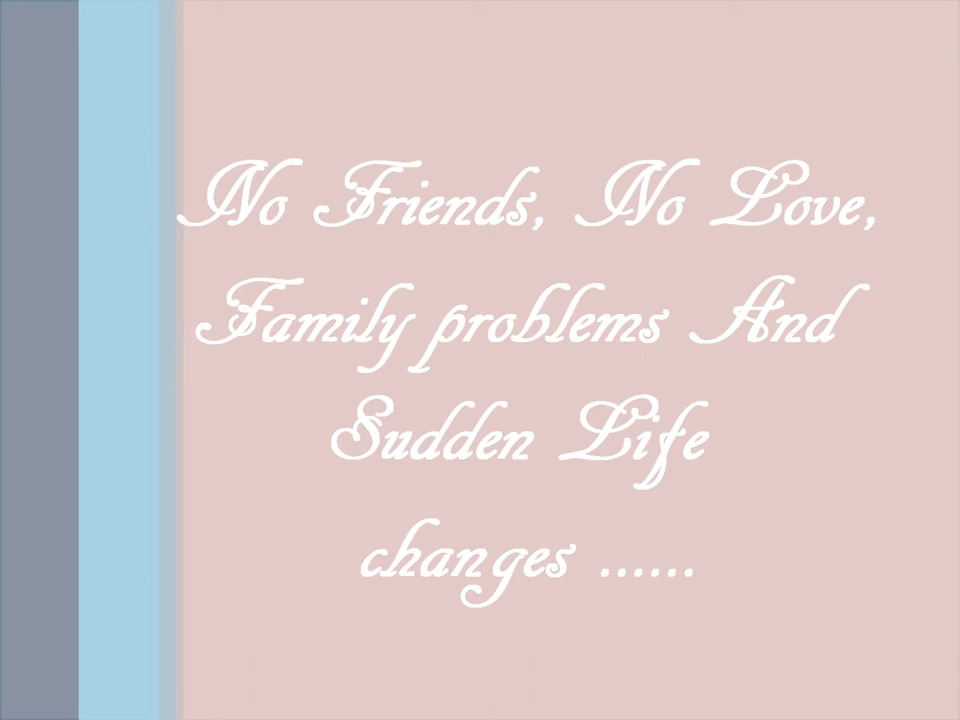 No Friends, No Love,
Family problems And
Sudden Life
changes ......